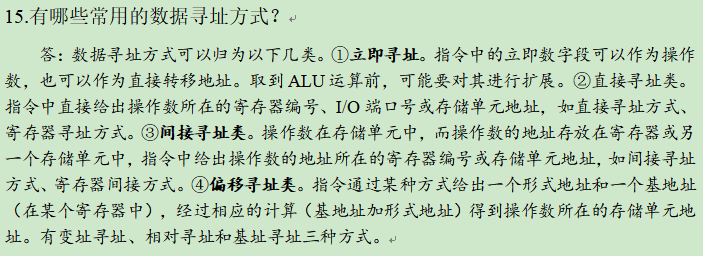 15.有哪些常用的数据寻址方式？
答：数据寻址方式可以归为以下几类。①立即寻址。指令中的立即数字段可以作为操作
数，也可以作为直接转移地址。取到 ALU 运算前，可能要对其进行扩展。②直接寻址类。
指令中直接给出操作数所在的寄存器编号、I/O 端口号或存储单元地址，如直接寻址方式、
寄存器寻址方式。③间接寻址类。操作数在存储单元中，而操作数的地址存放在寄存器或另
一个存储单元中，指令中给出操作数的地址所在的寄存器编号或存储单元地址，如间接寻址
方式、寄存器间接方式。④偏移寻址类。指令通过某种方式给出一个形式地址和一个基地址
（在某个寄存器中），经过相应的计算（基地址加形式地址）得到操作数所在的存储单元地
址。有变址寻址、相对寻址和基址寻址三种方式。